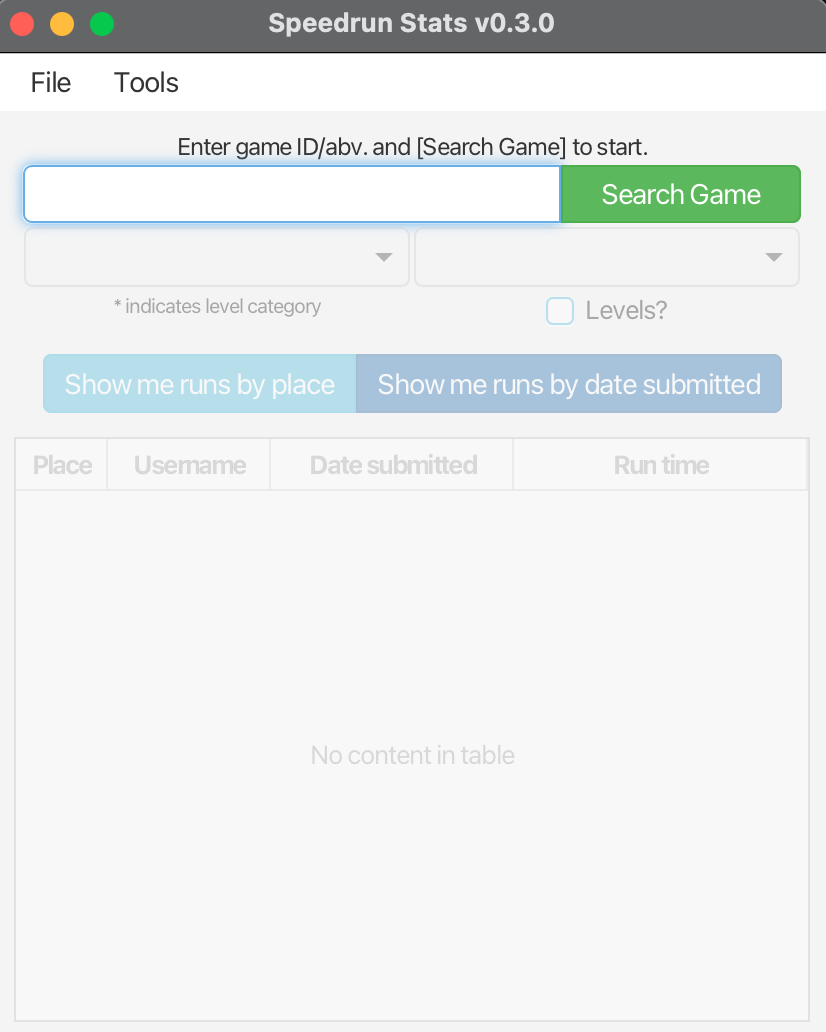 Speedrun Stats v0.3.0
File Tools
Enter game ID/abv. and [Search Game] to start.
Search Game
* indicates level category
Levels?
Show me runs by place Show me runs by date submitted
Place Username Date submitted Run time
No content in table